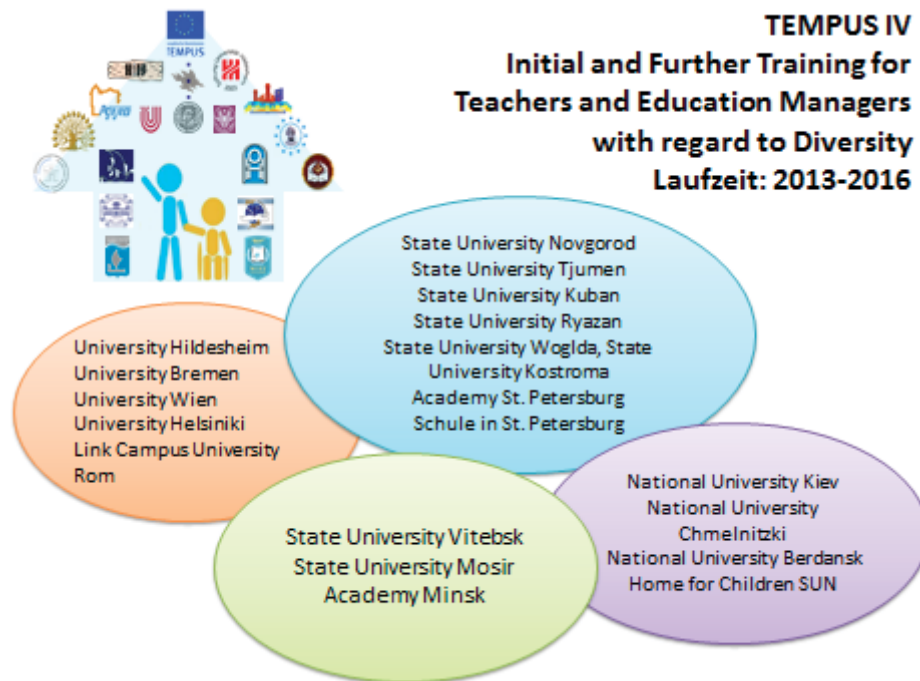 TEMPUS IV
Initial and Further Training for
Teachers and Education Managers
with regard to Diversity
Laufzeit: 2013-2016
TEMPUS
State University Novgorod
State University Tjumen
State University Kuban
State University Ryazan
State University Woglda, State
University Kostroma
Academy St. Petersburg
Schule in St. Petersburg
University Hildesheim
University Bremen
University Wien
University Helsiniki
Link Campus University
Rom
State University Vitebsk
State University Mosir
Academy Minsk
National University Kiev
National University
Chmelnitzki
National University Berdansk
Home for Children SUN